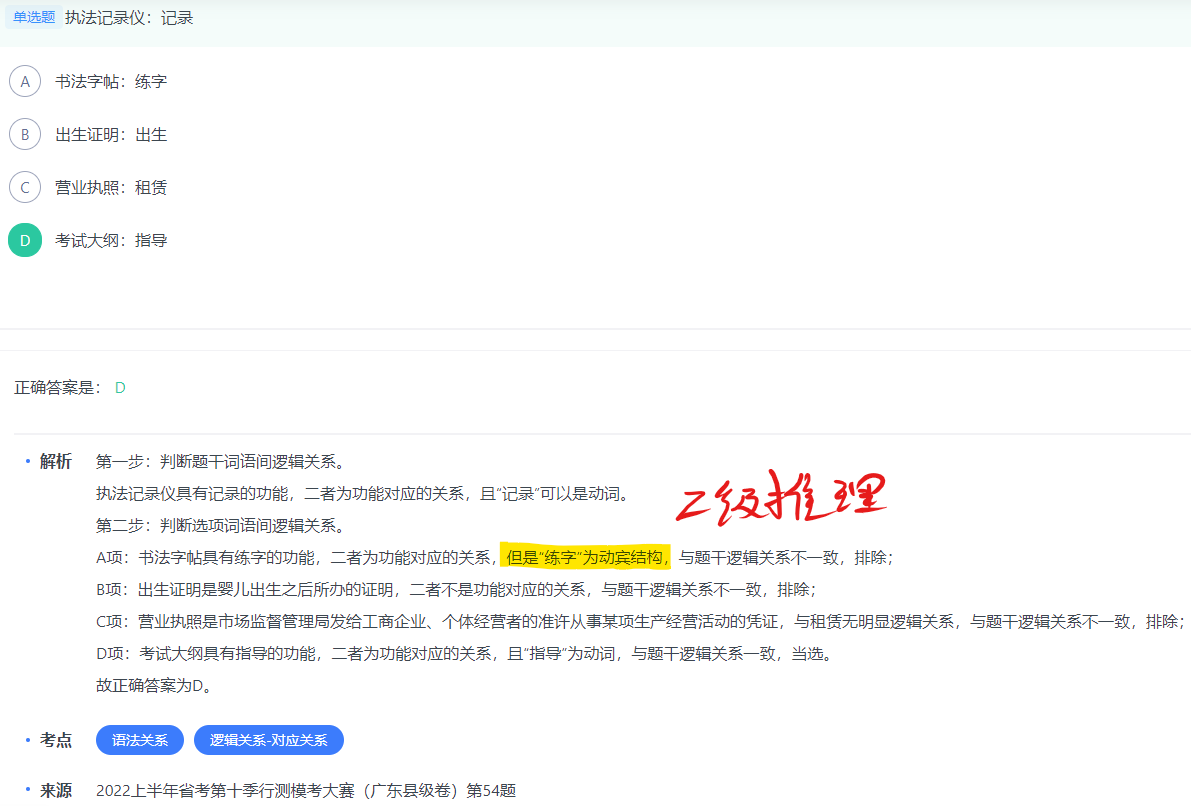 单选题 执法记录仪：记录
A 书法字帖：练字
B 出生证明：出生
C 营业执照：租赁
D 考试大纲：指导
正确答案是： D
解析 第一步：判断题干词语间逻辑关系。
执法记录仪具有记录的功能，二者为功能对应的关系，且“记录”可以是动词。
二级推理
第二步：判断选项词语间逻辑关系。
A项：书法字帖具有练字的功能，二者为功能对应的关系，但是“练字”为动宾结构，与题干逻辑关系不一致，排除；
B项：出生证明是婴儿出生之后所办的证明，二者不是功能对应的关系，与题干逻辑关系不一致，排除；
C项：营业执照是市场监督管理局发给工商企业、个体经营者的准许从事某项生产经营活动的凭证，与租赁无明显逻辑关系，与题干逻辑关系不一致，排除；
D项：考试大纲具有指导的功能，二者为功能对应的关系，且“指导”为动词，与题干逻辑关系一致，当选。
故正确答案为D。
考点 语法关系 逻辑关系-对应关系
来源 2022上半年省考第十季行测模考大赛（广东县级卷）第54题